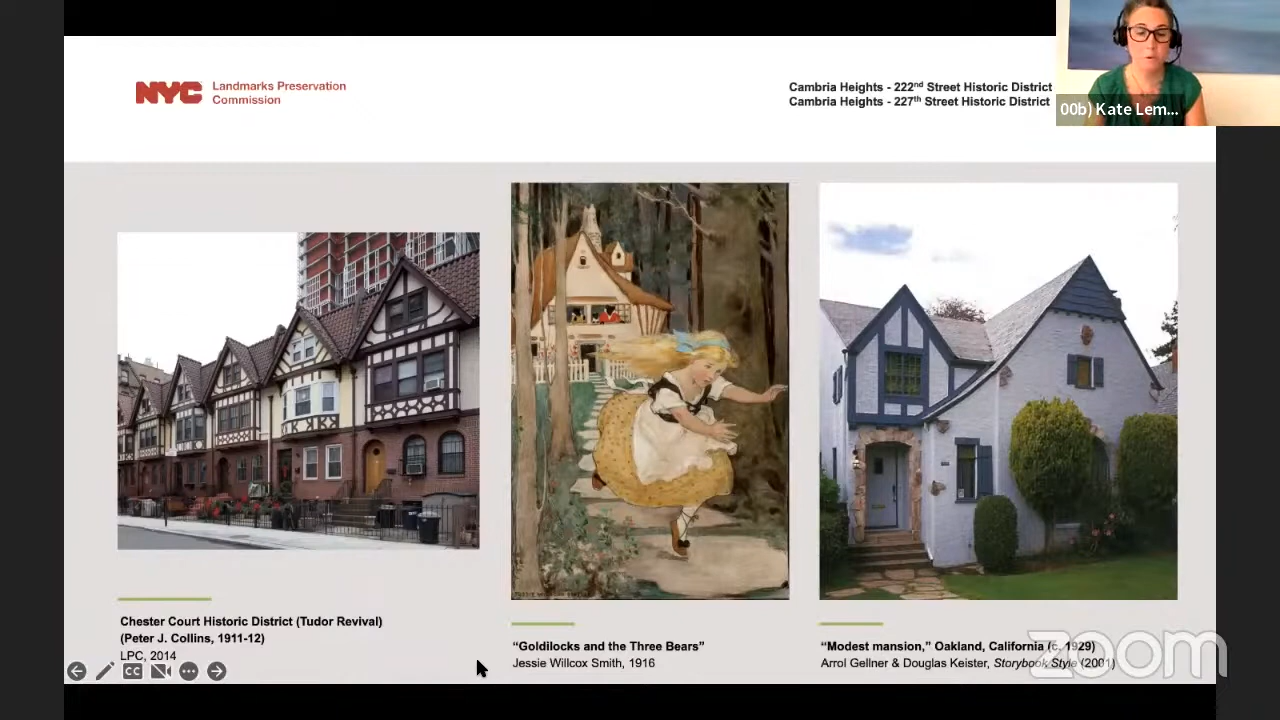 NYC
Landmarks Preservation
Commission
Cambria Heights - 222nd Street Historic District
Cambria Heights - 227th Street Historic District
00b) Kate Lem...
Chester Court Historic District (Tudor Revival)
(Peter J. Collins, 1911-12)
LPC, 2014
"Goldilocks and the Three Bears"
Jessie Willcox Smith, 1916
"Modest mansion," Oakland, California (c. 1929)
Arrol Gellner & Douglas Keister, Storybook Style (2001)
CC
zoom